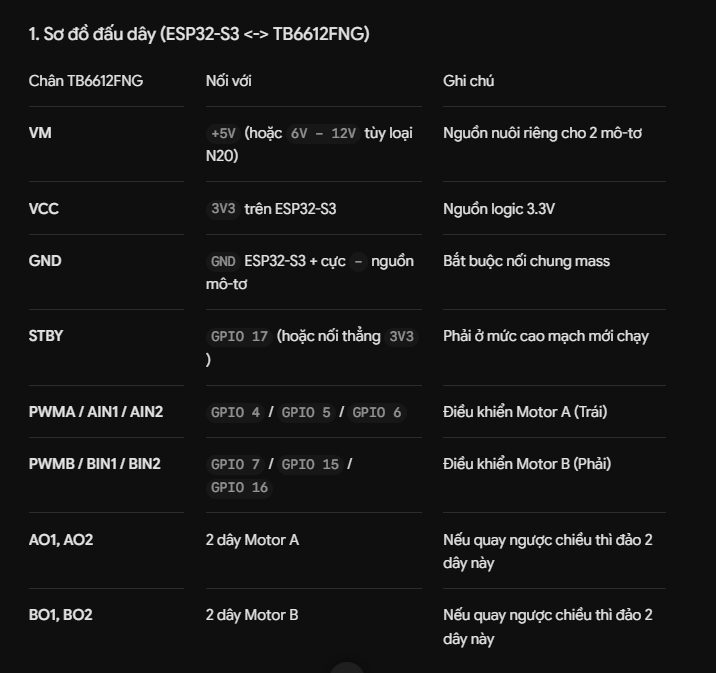 1. Sơ đồ đấu dây (ESP32-S3 <-> TB6612FNG)
Chân TB6612FNG Nối với Ghi chú
VM +5V (hoặc 6V – 12V tùy loại Nguồn nuôi riêng cho 2 mô-tơ
N20)
VCC 3V3 trên ESP32-S3 Nguồn logic 3.3V
GND GND ESP32-S3 + cực - nguồn Bắt buộc nối chung mass
mô-tơ
STBY GPIO 17 (hoặc nối thẳng 3V3 Phải ở mức cao mạch mới chạy
)
PWMA / AIN1 / AIN2 GPIO 4 / GPIO 5 / GPIO 6 Điều khiển Motor A (Trái)
PWMB / BIN1 / BIN2 GPIO 7 / GPIO 15 / Điều khiển Motor B (Phải)
GPIO 16
AO1, AO2 2 dây Motor A Nếu quay ngược chiều thì đảo 2
dây này
BO1, BO2 2 dây Motor B Nếu quay ngược chiều thì đảo 2
dây này